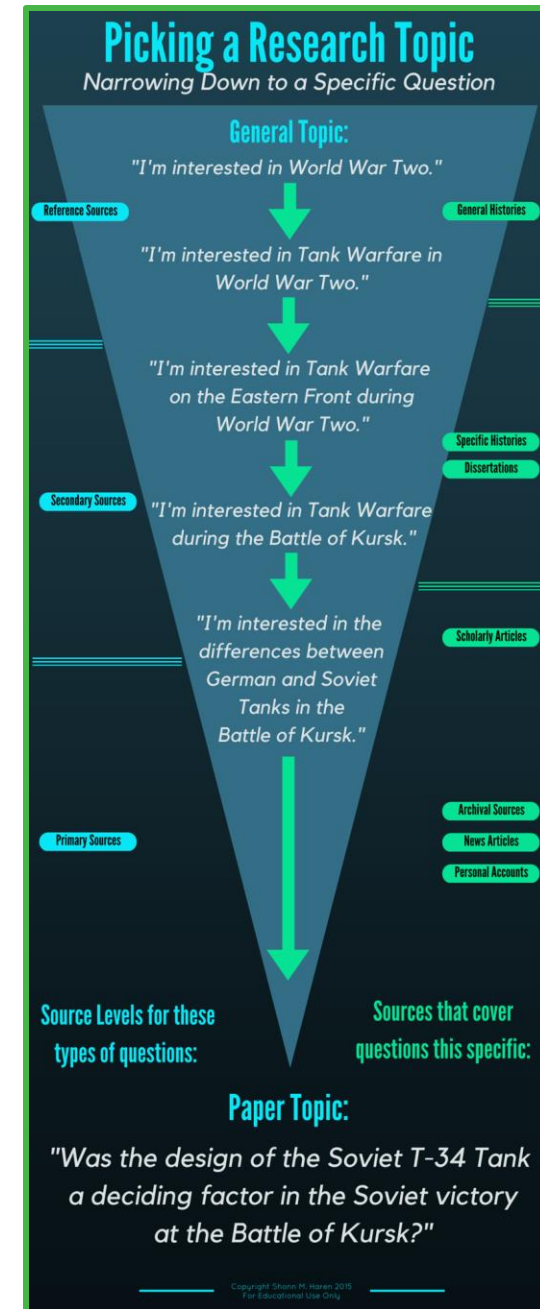 Picking a Research Topic
Narrowing Down to a Specific Question
General Topic:
"I'm interested in World War Two."
Reference Sources
General Histories
"I'm interested in Tank Warfare in
World War Two."
"I'm interested in Tank Warfare
on the Eastern Front during
World War Two."
Specific Histories
Dissertations
Secondary Sources
"I'm interested in Tank Warfare
during the Battle of Kursk."
"I'm interested in the
differences between
German and Soviet
Tanks in the
Battle of Kursk."
Scholarly Articles
Archival Sources
Primary Sources
News Articles
Personal Accounts
Source Levels for these
types of questions:
Sources that cover
questions this specific:
Paper Topic:
"Was the design of the Soviet T-34 Tank
a deciding factor in the Soviet victory
at the Battle of Kursk?"
Copyright Shonn M. Haren 2015
For Educational Use Only